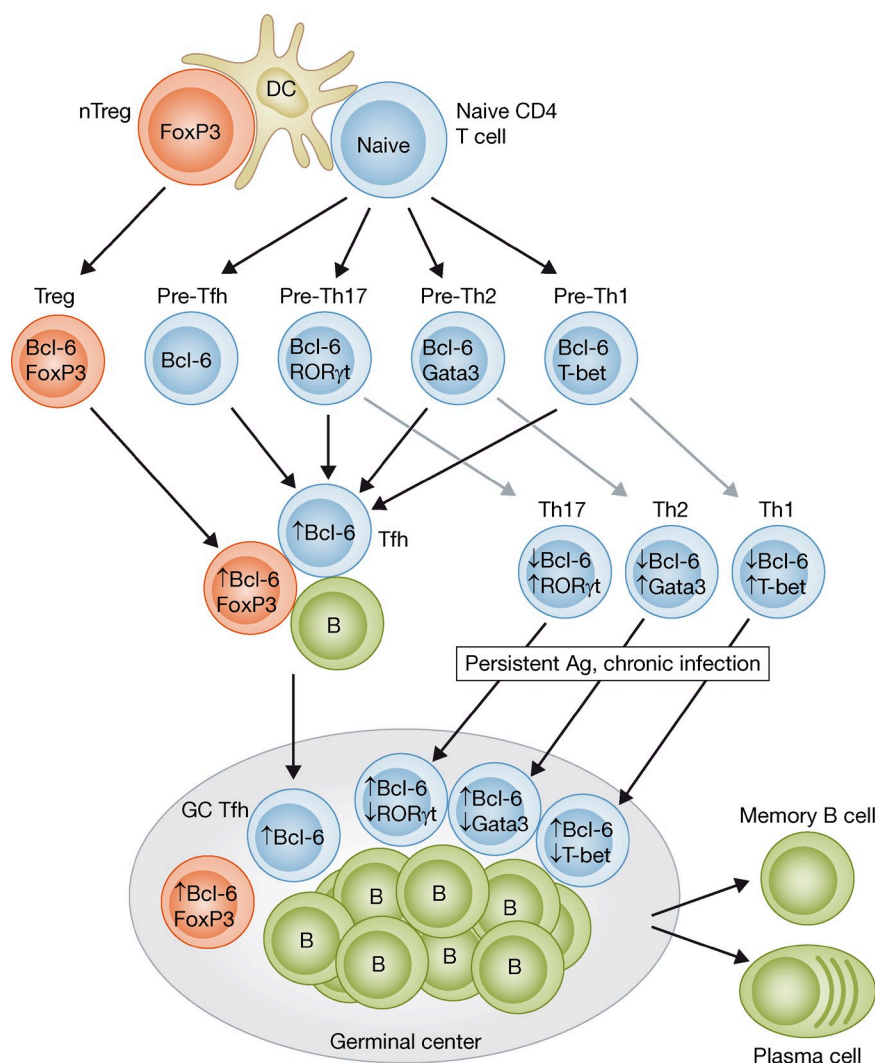 DC
nTreg
FoxP3
Naive
Naive CD4
T cell
Treg
Pre-Tfh
Pre-Th17
Pre-Th2
Pre-Th1
Bcl-6
FoxP3
Bcl-6
Bcl-6
RORγt
Bcl-6
Gata3
Bcl-6
T-bet
↑Bcl-6
Tfh
Th17
Th2
Th1
↓Bcl-6
↑RORγt
↓Bcl-6
↑Gata3
↓Bcl-6
↑T-bet
↑Bcl-6
FoxP3
B
Persistent Ag, chronic infection
GC Tfh
↑Bcl-6
↑Bcl-6
↓RORγt
↑Bcl-6
↓Gata3
↑Bcl-6
↓T-bet
↑Bcl-6
FoxP3
B
B
B
B
B
B
B
Germinal center
Memory B cell
Plasma cell